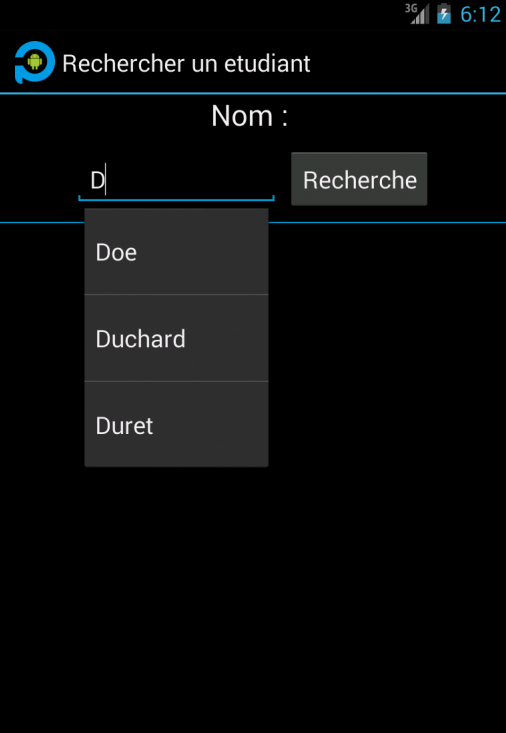 3G 6:12
Rechercher un etudiant
Nom :
D Recherche
Doe
Duchard
Duret